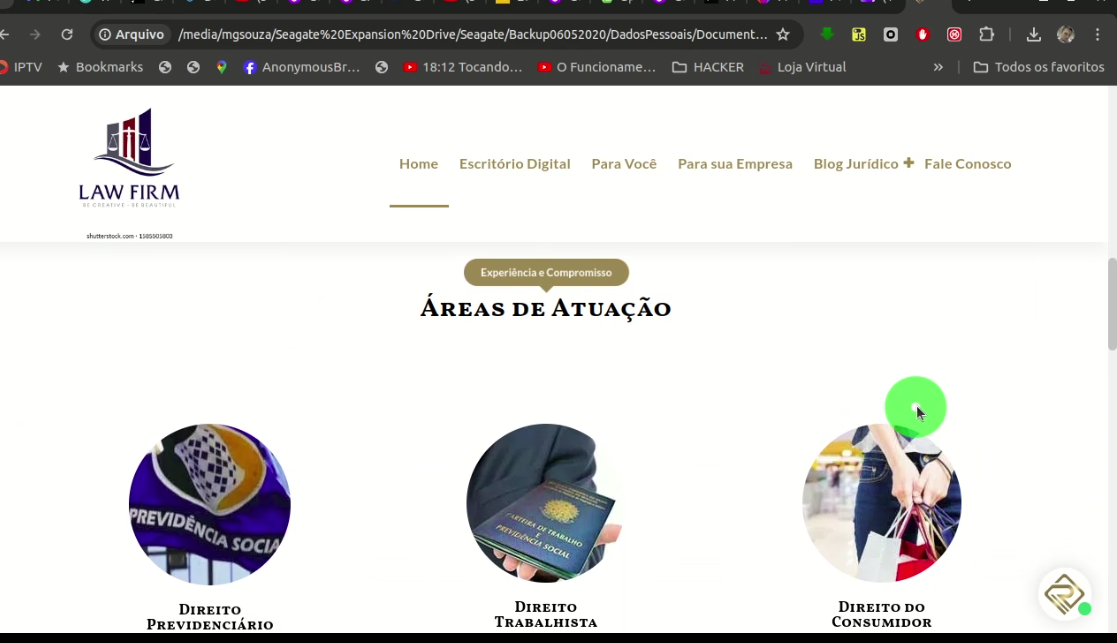 Arquivo /media/mgsouza/Seagate%20Expansion%20Drive/Seagate/Backup06052020/DadosPessoais/Document...
IPTV Bookmarks AnonymousBr... 18:12 Tocando... O Funcioname... HACKER Loja Virtual » Todos os favoritos
LAW FIRM
BE CREATIVE - BE BEAUTIFUL
shutterstock.com · 1585505803
Home Escritório Digital Para Você Para sua Empresa Blog Jurídico + Fale Conosco
Experiência e Compromisso
Áreas de Atuação
PREVIDÊNCIA SOCIA
CARTEIRA DE TRABALHO
E
PREVIDÊNCIA SOCIAL
Direito
Previdenciário
Direito
Trabalhista
Direito do
Consumidor